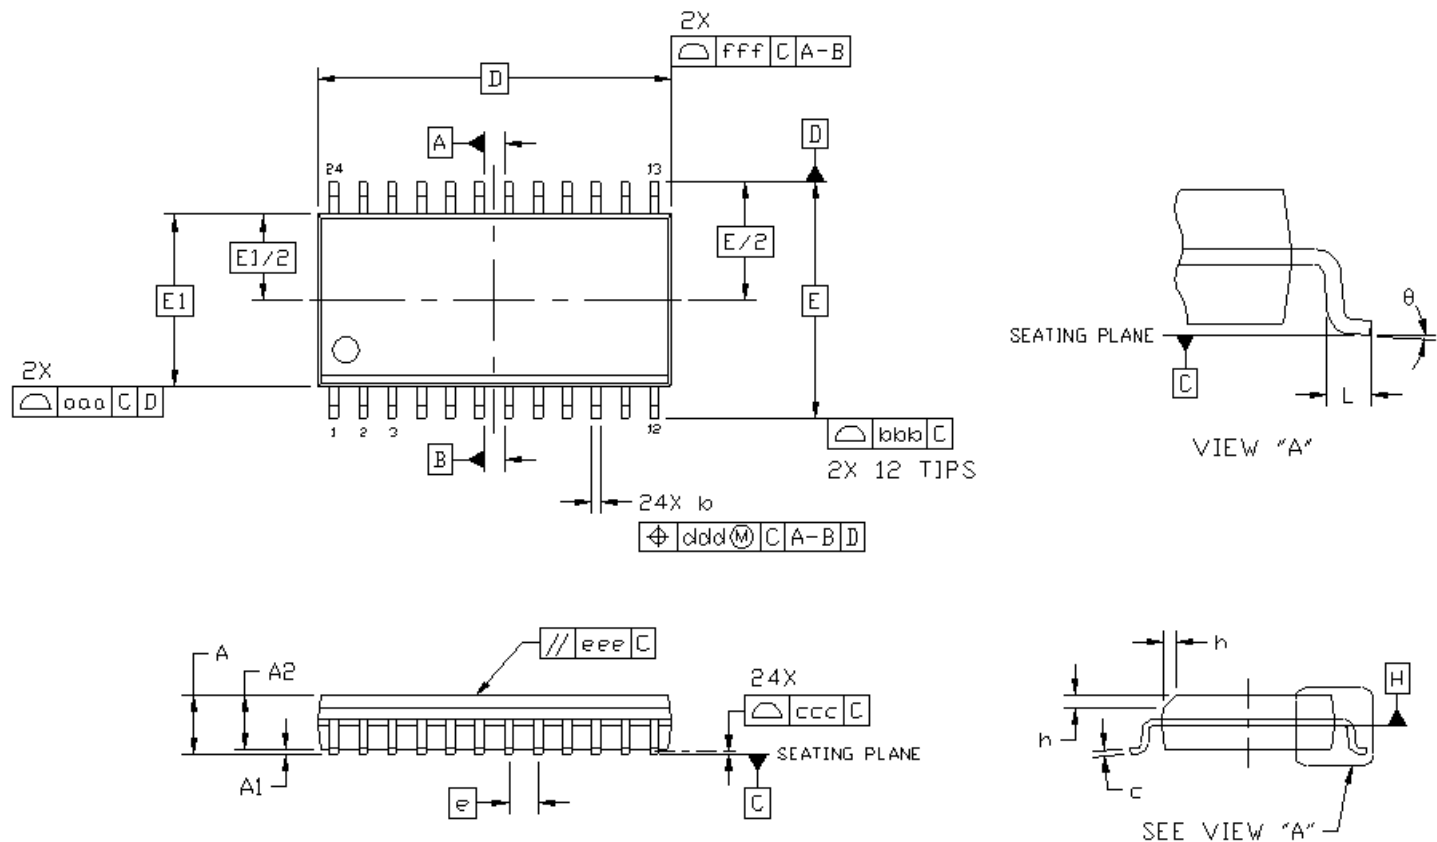 2X
fff C A-B
D
A
D
24
13
E1/2
E/2
E1
E
2X
aaa C D
1 2 3
12
B
bbb C
2X 12 TIPS
24X b
ddd M C A-B D
θ
SEATING PLANE
C
L
VIEW "A"
// eee C
A
A2
24X
ccc C
SEATING PLANE
A1
e
C
h
H
h
c
SEE VIEW "A"